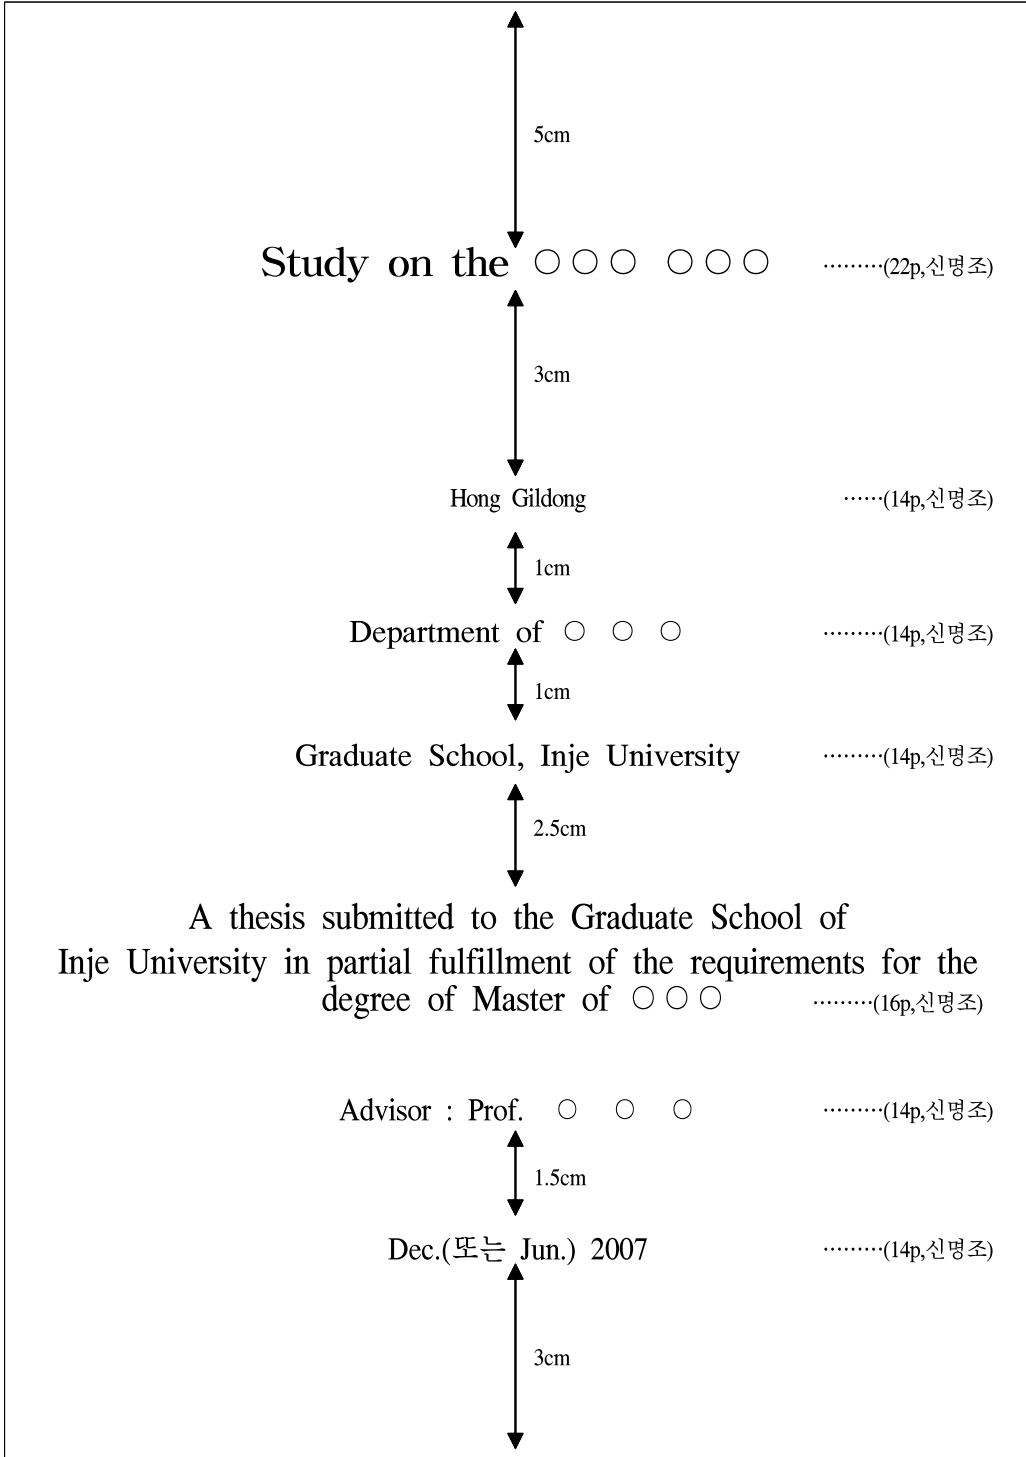 5cm
Study on the ○○○ ○○○ ·········(22p,신명조)
3cm
Hong Gildong ······(14p,신명조)
1cm
Department of ○ ○ ○ ·········(14p,신명조)
1cm
Graduate School, Inje University ·········(14p,신명조)
2.5cm
A thesis submitted to the Graduate School of
Inje University in partial fulfillment of the requirements for the
degree of Master of ○○○ ·········(16p,신명조)
Advisor : Prof. ○ ○ ○ ·········(14p,신명조)
1.5cm
Dec.(또는 Jun.) 2007 ·········(14p,신명조)
3cm